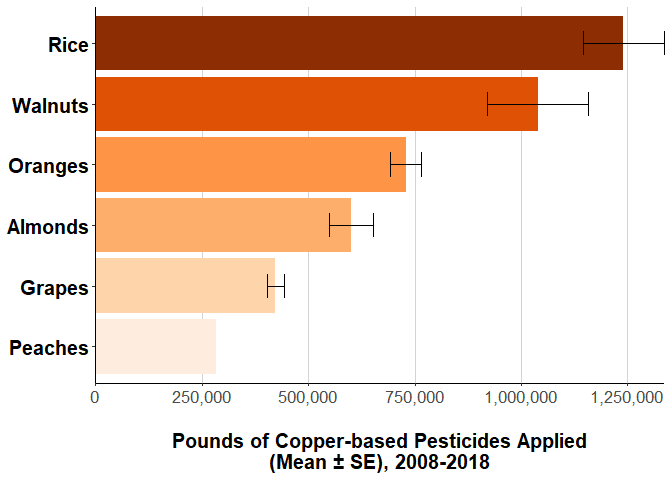 Rice
Walnuts
Oranges
Almonds
Grapes
Peaches
0 250,000 500,000 750,000 1,000,000 1,250,000
Pounds of Copper-based Pesticides Applied
(Mean ± SE), 2008-2018